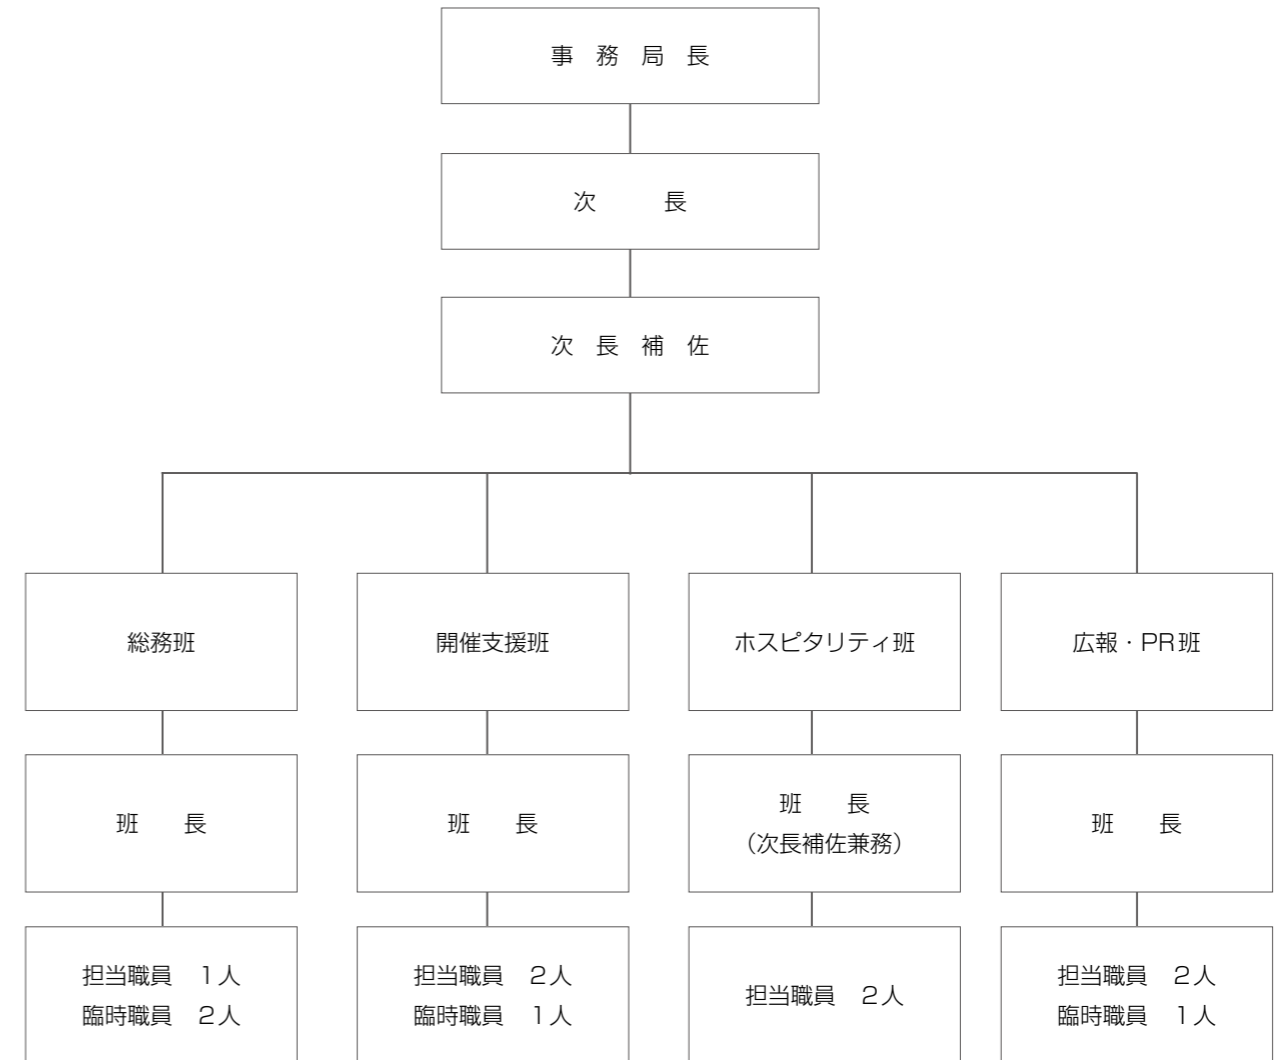 事　務　局　長
次　　　長
次　長　補　佐
総務班
開催支援班
ホスピタリティ班
広報・PR班
班　　長
班　　長
班　　長
（次長補佐兼務）
班　　長
担当職員　１人
臨時職員　２人
担当職員　２人
臨時職員　１人
担当職員　２人
担当職員　２人
臨時職員　１人